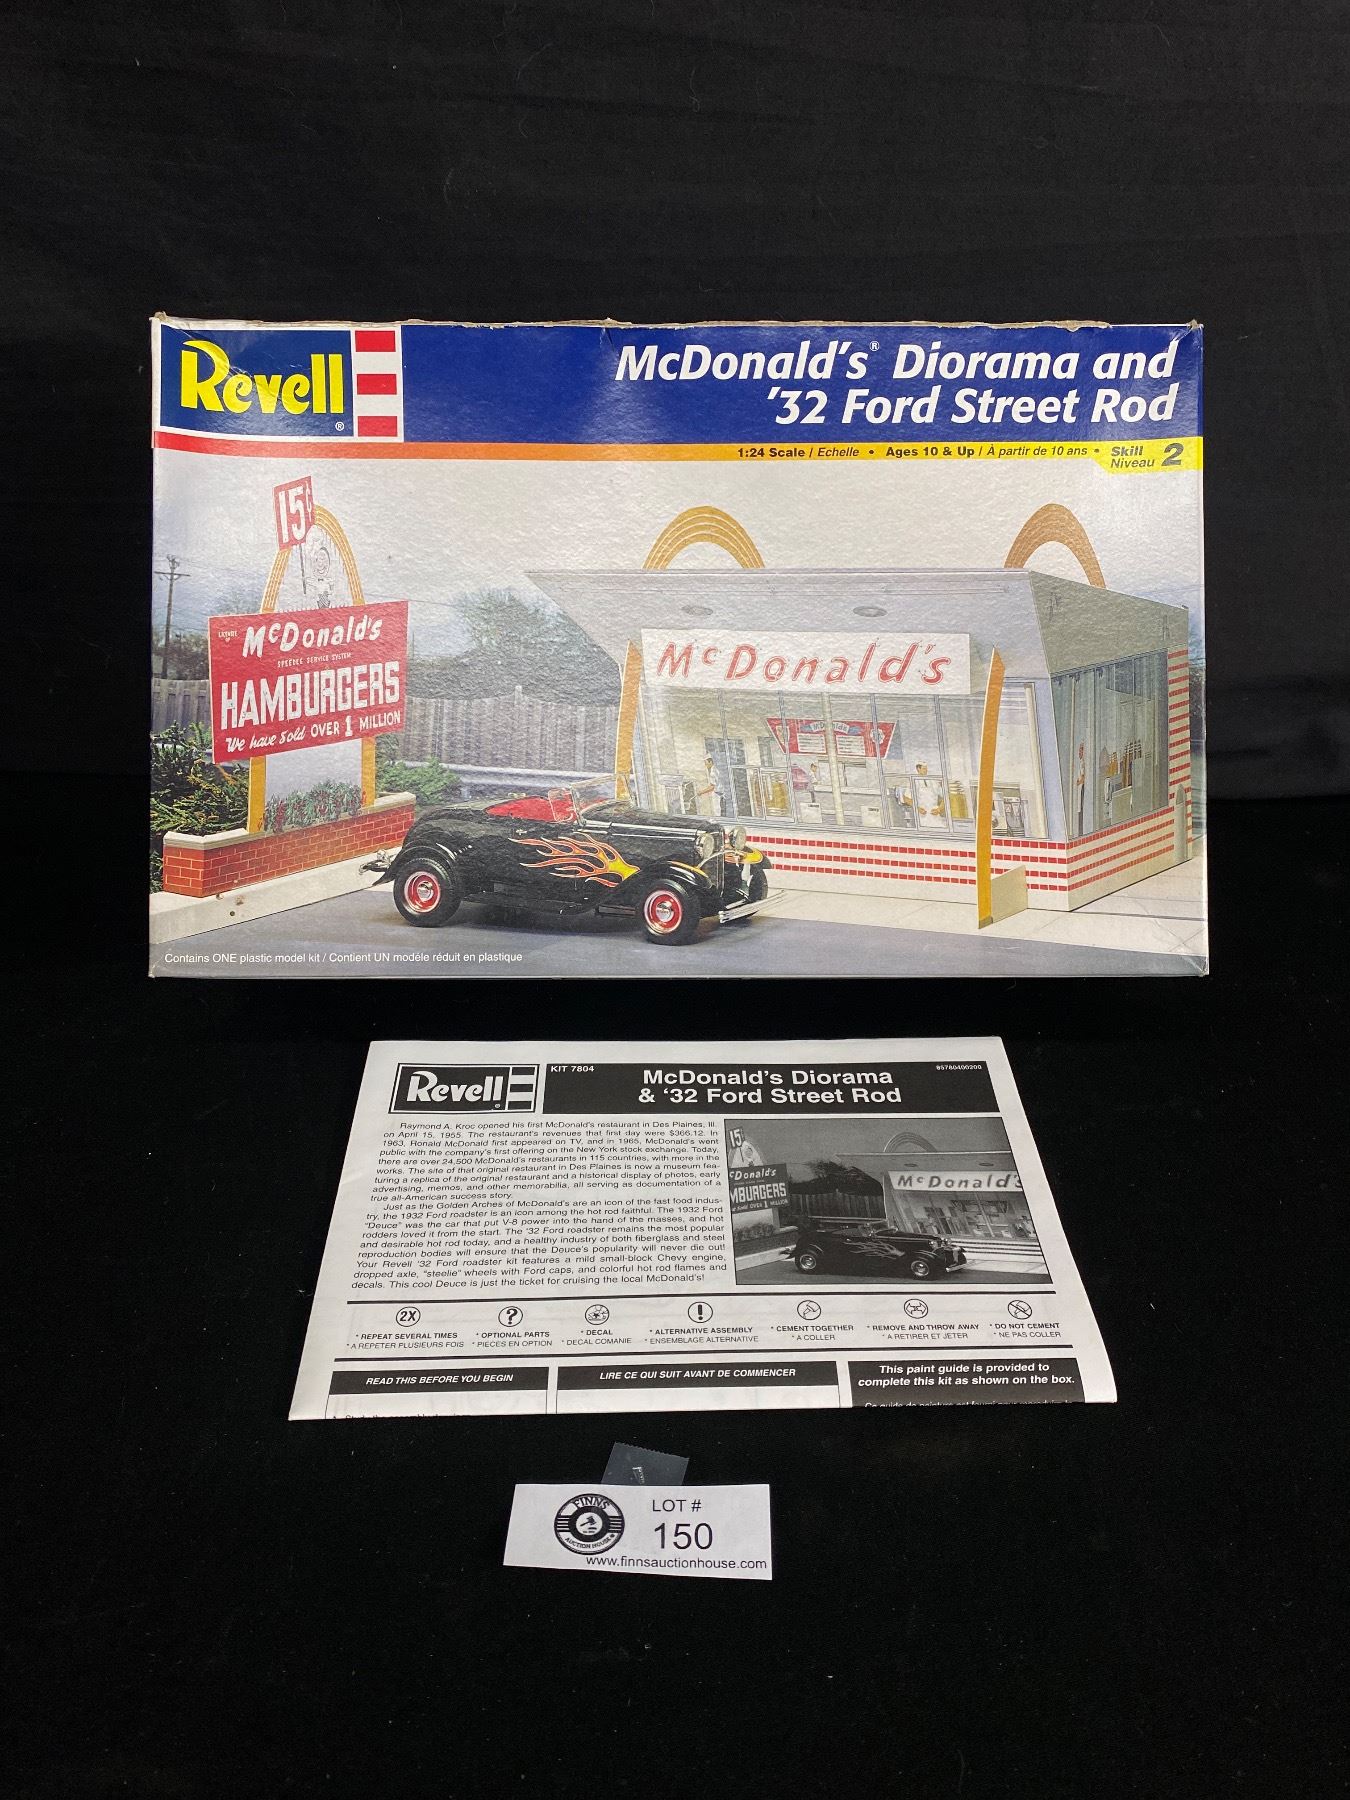 Revell®
McDonald's® Diorama and
'32 Ford Street Rod
1:24 Scale / Echelle • Ages 10 & Up / À partir de 10 ans • Skill
Niveau 2
15¢
LICENSEE OF
McDonald's
SPEEDEE SERVICE SYSTEM
HAMBURGERS
We have Sold OVER 1 MILLION
McDonald's
McDonald's
Contains ONE plastic model kit / Contient UN modèle réduit en plastique
Revell
KIT 7804
McDonald's Diorama
& '32 Ford Street Rod
85780400200
Raymond A. Kroc opened his first McDonald's restaurant in Des Plaines, Ill.
on April 15, 1955. The restaurant's revenues that first day were $366.12. In
1963, Ronald McDonald first appeared on TV, and in 1965, McDonald's went
public with the company's first offering on the New York stock exchange. Today,
there are over 24,500 McDonald's restaurants in 115 countries, with more in the
works. The site of that original restaurant in Des Plaines is now a museum fea-
turing a replica of the original restaurant and a historical display of photos, early
advertising, memos, and other memorabilia, all serving as documentation of a
true all-American success story.
Just as the Golden Arches of McDonald's are an icon of the fast food indus-
try, the 1932 Ford roadster is an icon among the hot rod faithful. The 1932 Ford
"Deuce" was the car that put V-8 power into the hand of the masses, and hot
rodders loved it from the start. The '32 Ford roadster remains the most popular
and desirable hot rod today, and a healthy industry of both fiberglass and steel
reproduction bodies will ensure that the Deuce's popularity will never die out!
Your Revell '32 Ford roadster kit features a mild small-block Chevy engine,
dropped axle, "steelie" wheels with Ford caps, and colorful hot rod flames and
decals. This cool Deuce is just the ticket for cruising the local McDonald's!
15¢
cDonald's
MBURGERS
OVER 1 MILLION
McDonald's
2X
* REPEAT SEVERAL TIMES
* A REPETER PLUSIEURS FOIS
?
* OPTIONAL PARTS
* PIECES EN OPTION
* DECAL
* DECAL COMANIE
!
* ALTERNATIVE ASSEMBLY
* ENSEMBLAGE ALTERNATIVE
* CEMENT TOGETHER
* A COLLER
* REMOVE AND THROW AWAY
* A RETIRER ET JETER
* DO NOT CEMENT
* NE PAS COLLER
READ THIS BEFORE YOU BEGIN
LIRE CE QUI SUIT AVANT DE COMMENCER
This paint guide is provided to
complete this kit as shown on the box.
FINNS
AUCTION HOUSE
LOT #
150
www.finnsauctionhouse.com